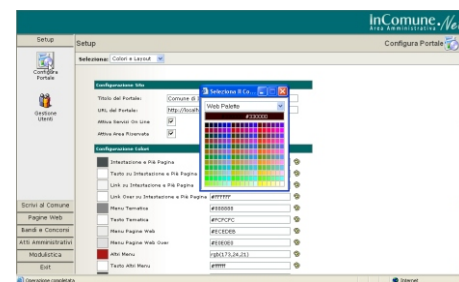 inComune.Net
Area Amministrativa
Setup
Setup
Configura Portale
Seleziona: Colori e Layout
Configura
Portale
Gestione
Utenti
Configurazione Sito
Titolo del Portale:
Comune di
URL del Portale:
http://localh
Attiva Servizi On Line
Attiva Area Riservata
Seleziona Il Co...
Web Palette
#330000
Configurazione Colori
Intestazione e Piè Pagina
Testo su Intestazione e Piè Pagina
Link su Intestazione e Piè Pagina
Link Over su Intestazione e Piè Pagina
#FFFFFF
Menu Tematica
Testo Tematica
#FCFCFC
Menu Pagine Web
#ECEDEB
Menu Pagine Web Over
Altri Menu
rgb(173,24,21)
Testo Altri Menu
#ffffff
Scrivi al Comune
Pagine Web
Bandi e Concorsi
Atti Amministrativi
Modulistica
Exit
Operazione completata
Internet